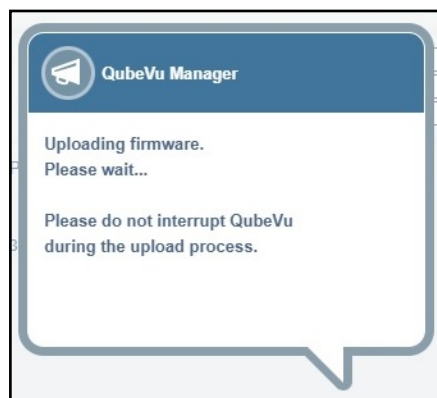 QubeVu Manager
Uploading firmware.
Please wait...
Please do not interrupt QubeVu
during the upload process.